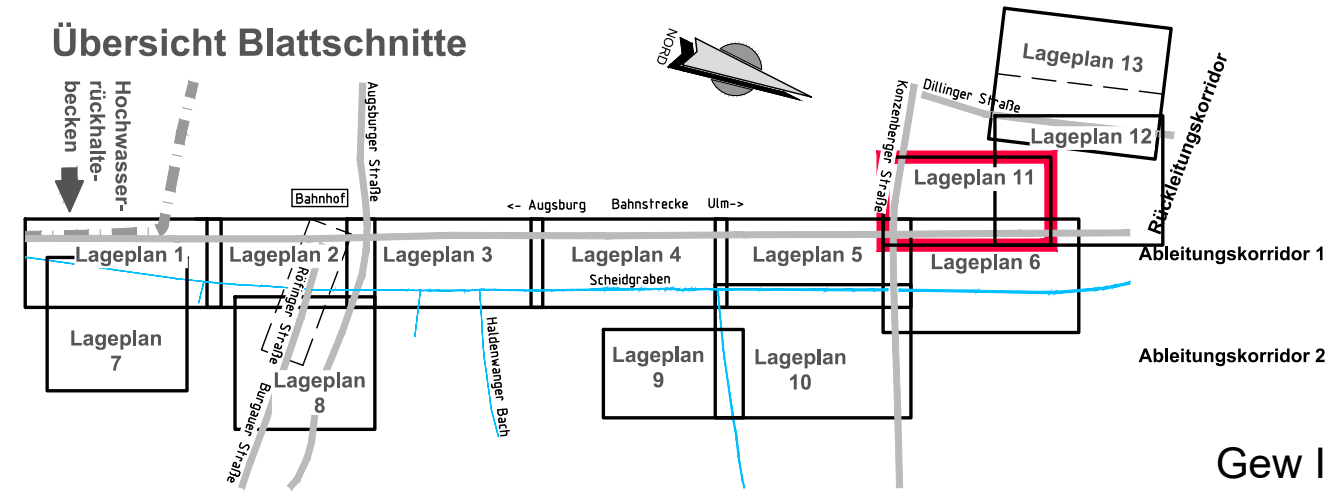 Übersicht Blattschnitte
Hochwasser-
rückhalte-
becken
NORD
Augsburger Straße
Bahnhof
<- Augsburg Bahnstrecke Ulm->
Konzenberger Straße
Dillinger Straße
Lageplan 13
Lageplan 12
Lageplan 11
Rückleitungskorridor
Lageplan 1
Lageplan 2
Lageplan 3
Lageplan 4
Lageplan 5
Lageplan 6
Ableitungskorridor 1
Scheidgraben
Röfinger Straße
Haldenwanger Bach
Burgauer Straße
Lageplan
7
Lageplan
8
Lageplan
9
Lageplan
10
Ableitungskorridor 2
Gew I